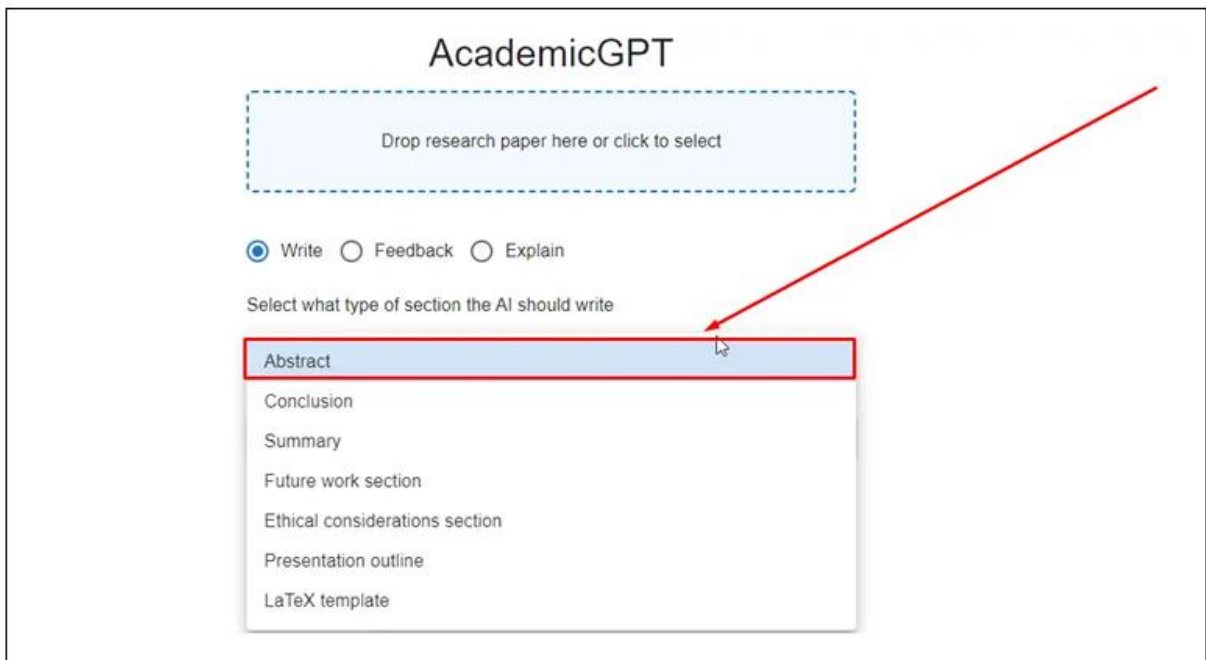 AcademicGPT
Drop research paper here or click to select
Write Feedback Explain
Select what type of section the AI should write
Abstract
Conclusion
Summary
Future work section
Ethical considerations section
Presentation outline
LaTeX template